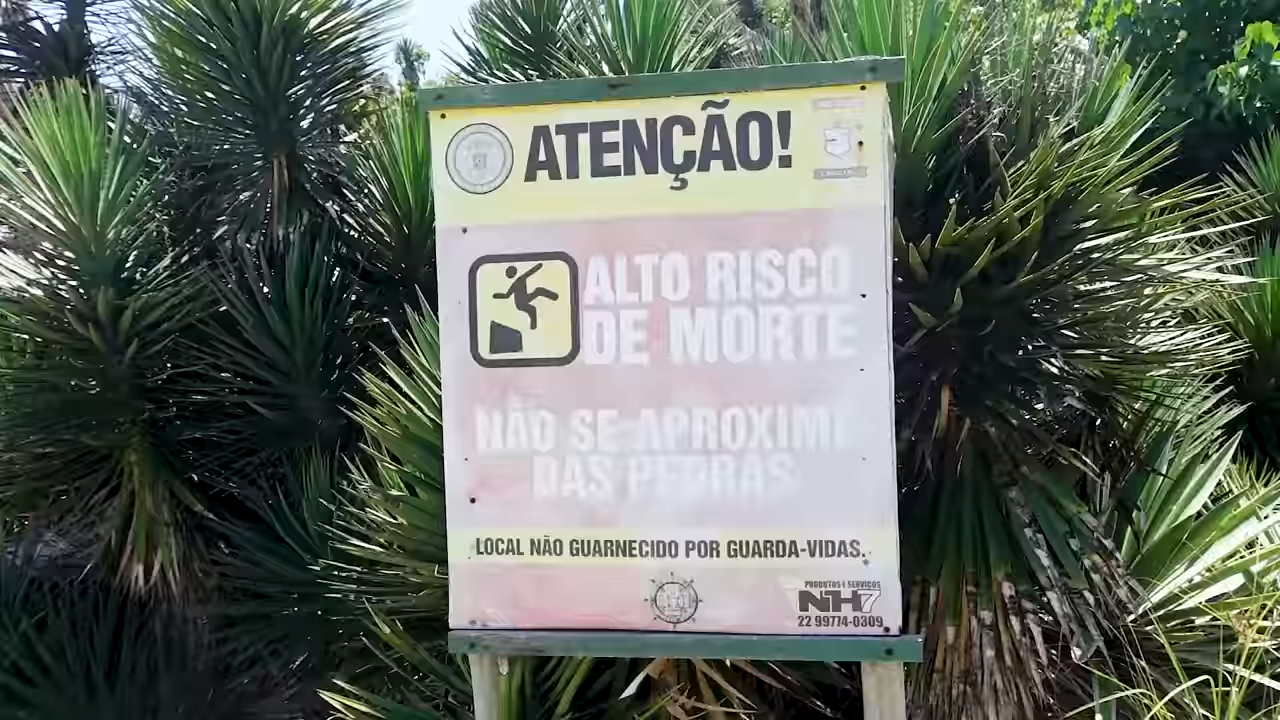 ATENÇÃO!
ALTO RISCO
DE MORTE
NÃO SE APROXIME
DAS PEDRAS
LOCAL NÃO GUARNECIDO POR GUARDA-VIDAS.
PRODUTOS E SERVIÇOS
NH7
22 99774-0309